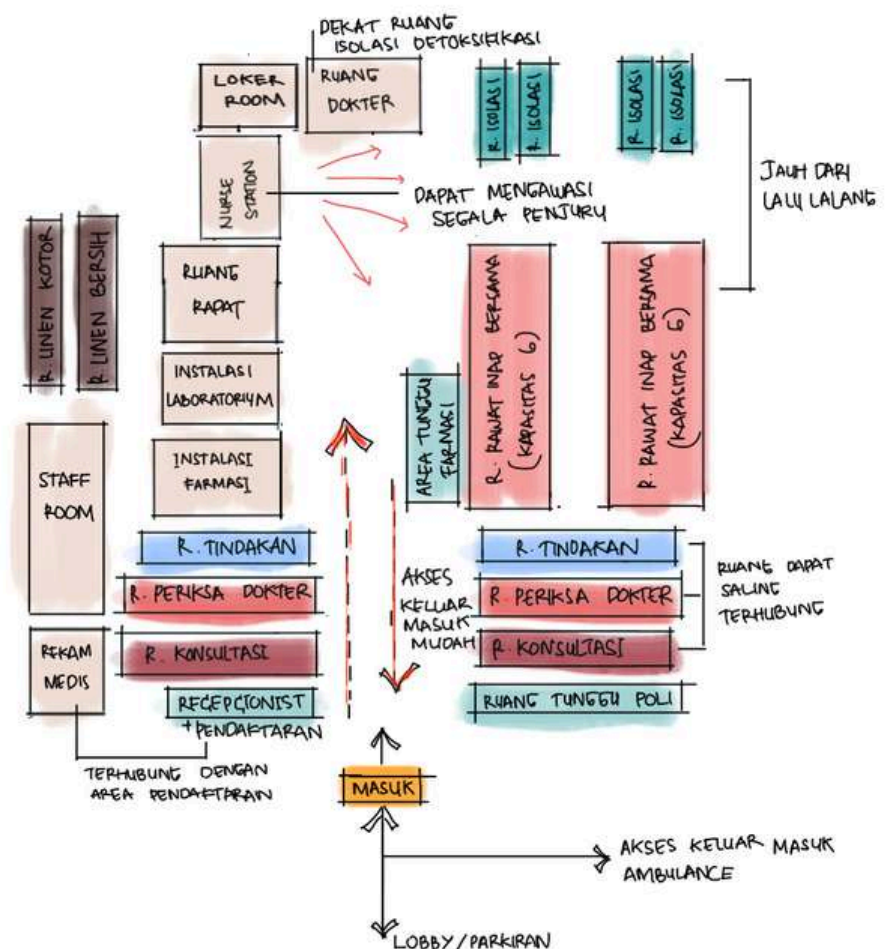 DEKAT RUANG
ISOLASI DETOKSIFIKASI
LOKER
ROOM
RUANG
DOKTER
R. ISOLASI
R. ISOLASI
R. ISOLASI
R. ISOLASI
NURSE
STATION
DAPAT MENGAWASI
SEGALA PENJURU
JAUH DARI
LALU LALANG
R. LINEN KOTOR
R. LINEN BERSIH
RUANG
RAPAT
INSTALASI
LABORATORIUM
INSTALASI
FARMASI
STAFF
ROOM
AREA TUNGGU
FARMASI
R. RAWAT INAP BERSAMA
(KAPASITAS 6)
R. RAWAT INAP BERSAMA
(KAPASITAS 6)
R. TINDAKAN
R. PERIKSA DOKTER
R. KONSULTASI
REKAM
MEDIS
RECEPCIONIST
+ PENDAFTARAN
TERHUBUNG DENGAN
AREA PENDAFTARAN
AKSES
KELUAR
MASUK
MUDAH
R. TINDAKAN
R. PERIKSA DOKTER
R. KONSULTASI
RUANG TUNGGU POLI
RUANG DAPAT
SALING
TERHUBUNG
MASUK
AKSES KELUAR MASUK
AMBULANCE
LOBBY/PARKIRAN